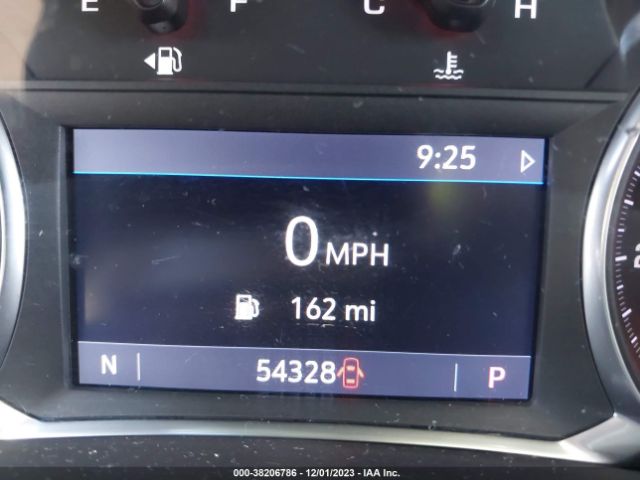 E F C H
9:25
0 MPH
162 mi
N 54328 P
000-38206786 - 12/01/2023 - IAA Inc.